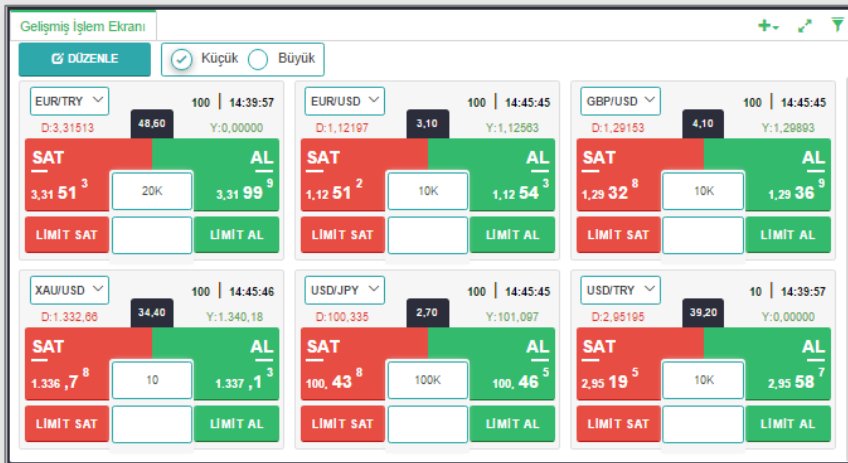 Gelişmiş İşlem Ekranı
DÜZENLE Küçük Büyük
EUR/TRY 100 | 14:39:57
D:3,31513 48,60 Y:0,00000
SAT AL
3,31 51 3 20K 3,31 99 9
LİMİT SAT LİMİT AL
EUR/USD 100 | 14:45:45
D:1,12197 3,10 Y:1,12563
SAT AL
1,12 51 2 10K 1,12 54 3
LİMİT SAT LİMİT AL
GBP/USD 100 | 14:45:45
D:1,29153 4,10 Y:1,29893
SAT AL
1,29 32 8 10K 1,29 36 9
LİMİT SAT LİMİT AL
XAU/USD 100 | 14:45:46
D:1.332,66 34,40 Y:1.340,18
SAT AL
1.336 ,7 8 10 1.337 ,1 3
LİMİT SAT LİMİT AL
USD/JPY 100 | 14:45:45
D:100,335 2,70 Y:101,097
SAT AL
100, 43 8 100K 100, 46 5
LİMİT SAT LİMİT AL
USD/TRY 10 | 14:39:57
D:2,95195 39,20 Y:0,00000
SAT AL
2,95 19 5 10K 2,95 58 7
LİMİT SAT LİMİT AL